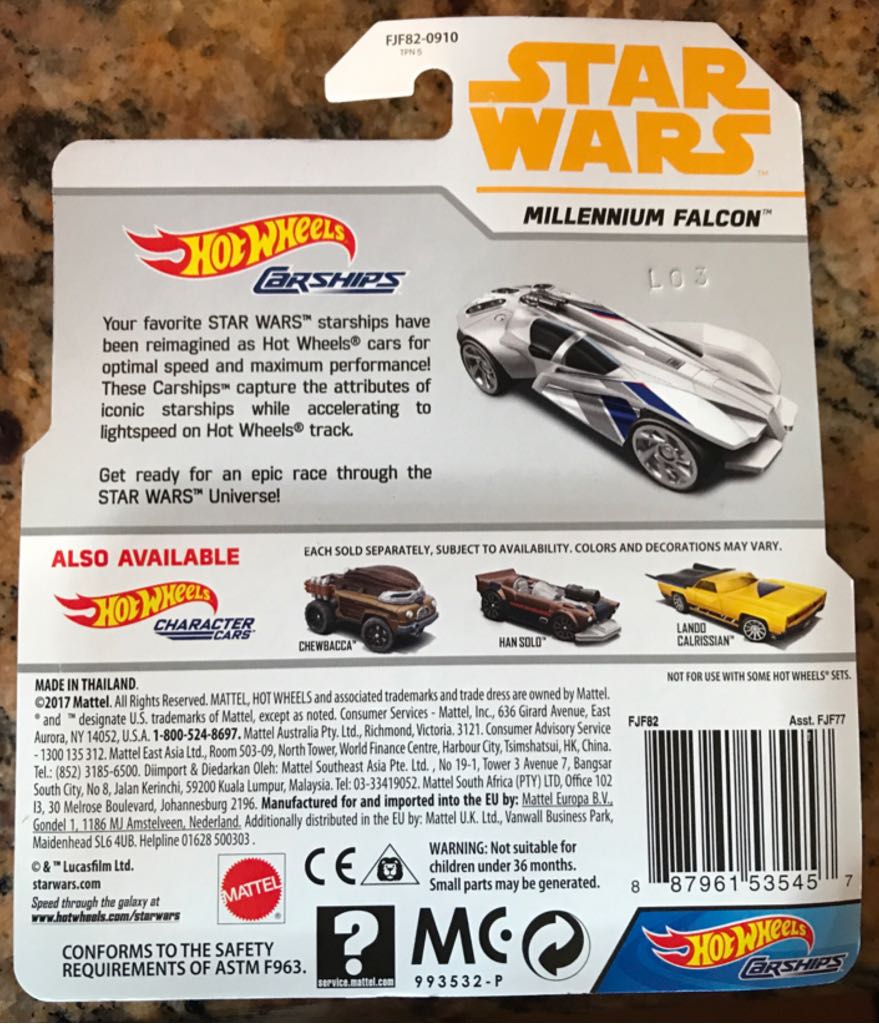 FJF82-0910
TPN 6
STAR
WARS™
MILLENNIUM FALCON™
HOT WHEELS
CARSHIPS
L03
Your favorite STAR WARS™ starships have
been reimagined as Hot Wheels® cars for
optimal speed and maximum performance!
These Carships™ capture the attributes of
iconic starships while accelerating to
lightspeed on Hot Wheels® track.
Get ready for an epic race through the
STAR WARS™ Universe!
ALSO AVAILABLE
EACH SOLD SEPARATELY, SUBJECT TO AVAILABILITY. COLORS AND DECORATIONS MAY VARY.
HOT WHEELS
CHARACTER
CARS™
CHEWBACCA™
HAN SOLO™
LANDO
CALRISSIAN™
NOT FOR USE WITH SOME HOT WHEELS® SETS.
MADE IN THAILAND.
©2017 Mattel. All Rights Reserved. MATTEL, HOT WHEELS and associated trademarks and trade dress are owned by Mattel.
® and ™ designate U.S. trademarks of Mattel, except as noted. Consumer Services - Mattel, Inc., 636 Girard Avenue, East
Aurora, NY 14052, U.S.A. 1-800-524-8697. Mattel Australia Pty. Ltd., Richmond, Victoria. 3121. Consumer Advisory Service
- 1300 135 312. Mattel East Asia Ltd., Room 503-09, North Tower, World Finance Centre, Harbour City, Tsimshatsui, HK, China.
Tel.: (852) 3185-6500. Diimport & Diedarkan Oleh: Mattel Southeast Asia Pte. Ltd., No 19-1, Tower 3 Avenue 7, Bangsar
South City, No 8, Jalan Kerinchi, 59200 Kuala Lumpur, Malaysia. Tel: 03-33419052. Mattel South Africa (PTY) LTD, Office 102
I3, 30 Melrose Boulevard, Johannesburg 2196. Manufactured for and imported into the EU by: Mattel Europa B.V.,
Gondel 1, 1186 MJ Amstelveen, Nederland. Additionally distributed in the EU by: Mattel U.K. Ltd., Vanwall Business Park,
Maidenhead SL6 4UB. Helpline 01628 500303.
FJF82
Asst. FJF77
8 87961 53545 7
© & ™ Lucasfilm Ltd.
starwars.com
Speed through the galaxy at
www.hotwheels.com/starwars
MATTEL®
CE
WARNING: Not suitable for
children under 36 months.
Small parts may be generated.
CONFORMS TO THE SAFETY
REQUIREMENTS OF ASTM F963.
?
service.mattel.com
MC
993532-P
HOT WHEELS
CARSHIPS